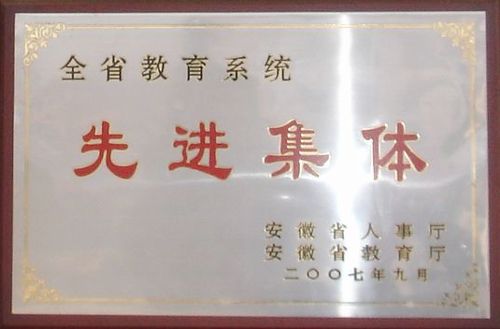 全省教育系统
先进集体
安徽省人事厅
安徽省教育厅
二〇〇七年九月